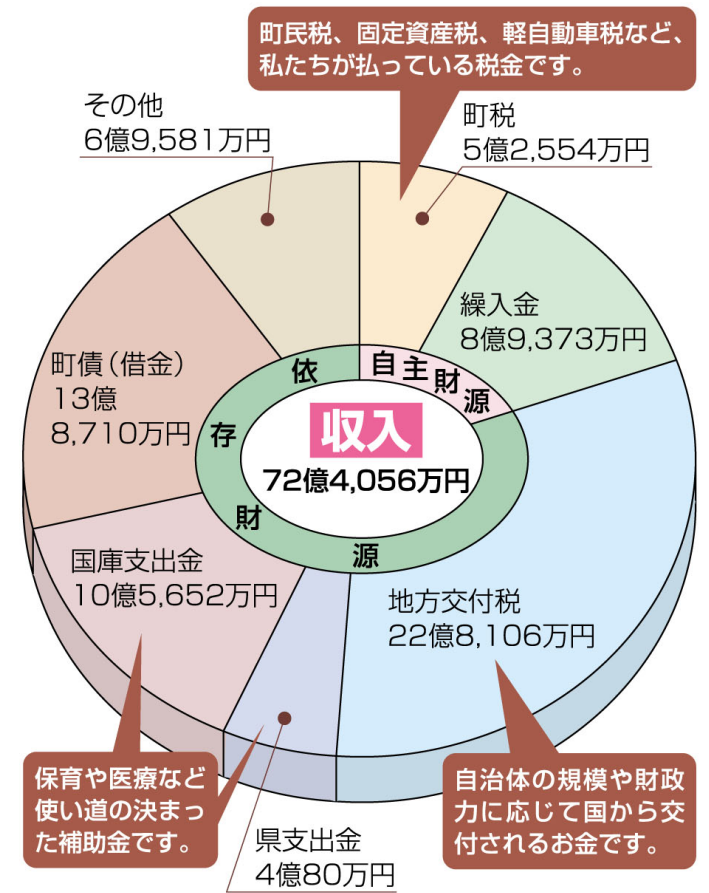 町民税、固定資産税、軽自動車税など、
私たちが払っている税金です。
その他
6億9,581万円
町税
5億2,554万円
繰入金
8億9,373万円
町債(借金)
13億
8,710万円
自主財源
依存財源
収入
72億4,056万円
国庫支出金
10億5,652万円
地方交付税
22億8,106万円
保育や医療など
使い道の決まっ
た補助金です。
県支出金
4億80万円
自治体の規模や財政
力に応じて国から交
付されるお金です。